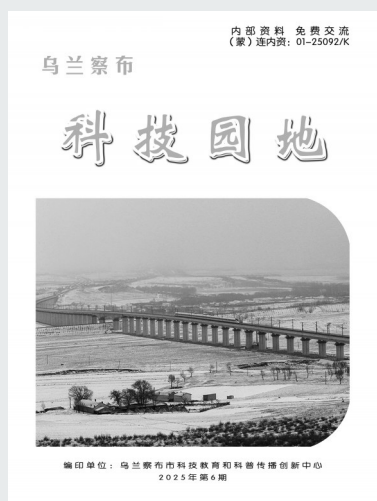 内部资料 免费交流
（蒙）连内资：01-25092/K
乌兰察布
科技园地
编印单位：乌兰察布市科技教育和科普传播创新中心
2025年第6期